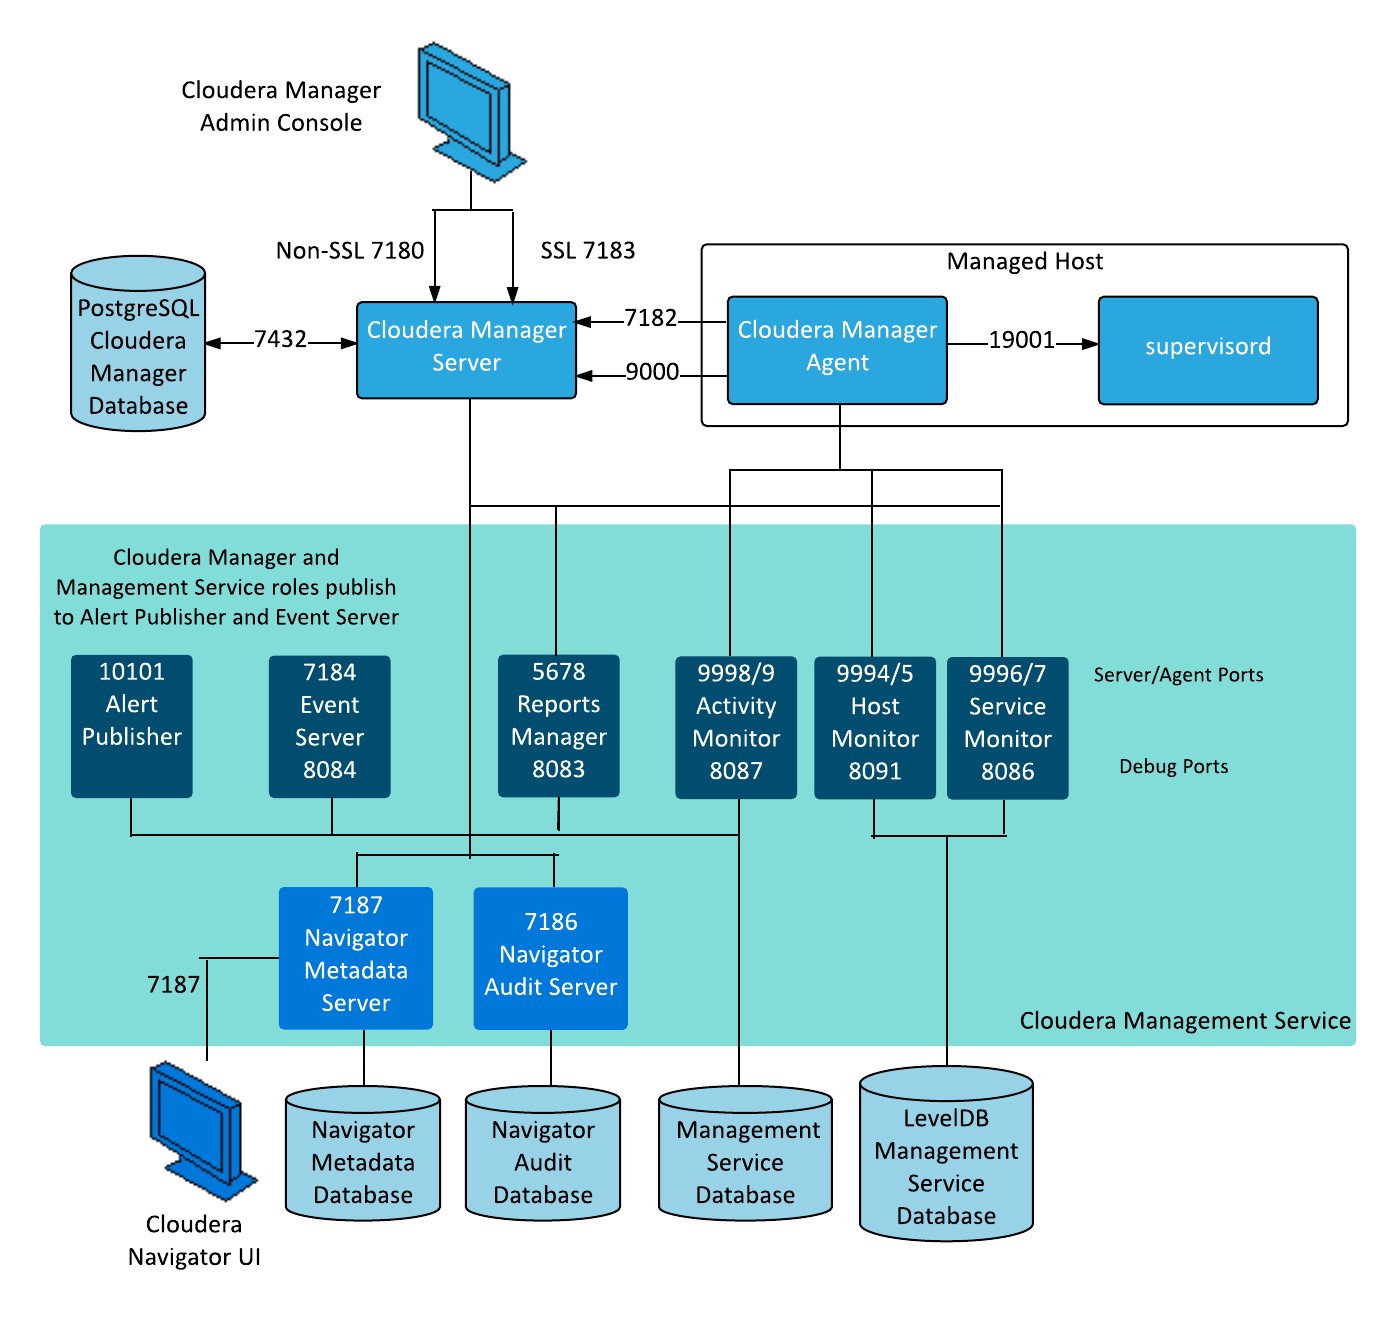 Cloudera Manager
Admin Console
Non-SSL 7180
SSL 7183
Managed Host
PostgreSQL
Cloudera
Manager
Database
7432
Cloudera Manager
Server
7182
9000
Cloudera Manager
Agent
19001
supervisord
Cloudera Manager and
Management Service roles publish
to Alert Publisher and Event Server
10101
Alert
Publisher
7184
Event
Server
8084
5678
Reports
Manager
8083
9998/9
Activity
Monitor
8087
9994/5
Host
Monitor
8091
9996/7
Service
Monitor
8086
Server/Agent Ports
Debug Ports
7187
Navigator
Metadata
Server
7186
Navigator
Audit Server
7187
Cloudera Management Service
Cloudera
Navigator UI
Navigator
Metadata
Database
Navigator
Audit
Database
Management
Service
Database
LevelDB
Management
Service
Database